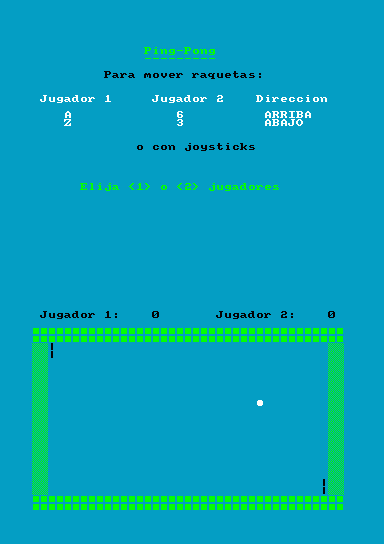 Ping-Pong
Para mover raquetas:
Jugador 1 Jugador 2 Direccion
A 6 ARRIBA
Z 3 ABAJO
o con joysticks
Elija <1> o <2> jugadores
Jugador 1: 0 Jugador 2: 0